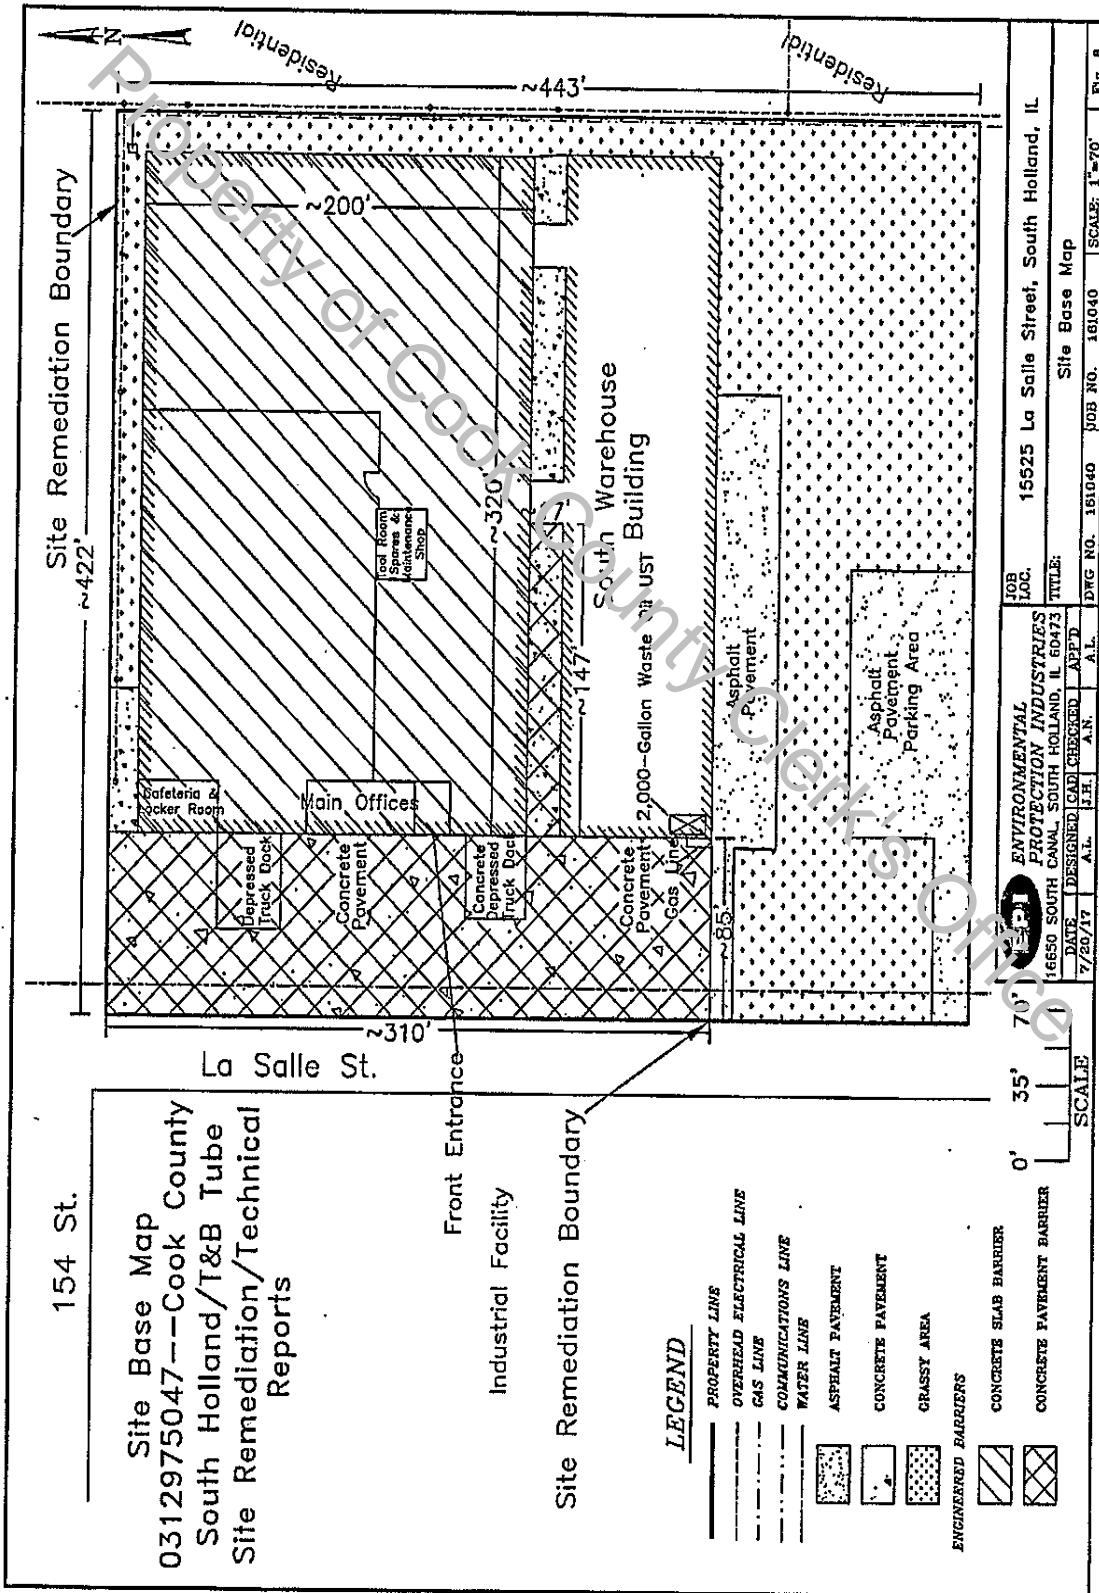 154 St.
Site Base Map
0312975047--Cook County
South Holland/T&B Tube
Site Remediation/Technical
Reports
La Salle St.
Front Entrance
Industrial Facility
Site Remediation Boundary
Site Remediation Boundary
~422'
~443'
~310'
~200'
~320'
~147'
~85'
7'
N
Residential
Residential
Cafeteria &
Locker Room
Main Offices
Tool Room
Spares &
Maintenance
Shop
Depressed
Truck Dock
Concrete
Pavement
Concrete
Depressed
Truck Dock
Concrete
Pavement
Gas Line
South Warehouse
Building
2,000-Gallon Waste Oil UST
Asphalt
Pavement
Asphalt
Pavement
Parking Area
LEGEND
PROPERTY LINE
OVERHEAD ELECTRICAL LINE
GAS LINE
COMMUNICATIONS LINE
WATER LINE
ASPHALT PAVEMENT
CONCRETE PAVEMENT
GRASSY AREA
ENGINEERED BARRIERS
CONCRETE SLAB BARRIER
CONCRETE PAVEMENT BARRIER
0' 35' 70'
SCALE
EPI
ENVIRONMENTAL
PROTECTION INDUSTRIES
16650 SOUTH CANAL, SOUTH HOLLAND, IL 60473
DATE DESIGNED CAD CHECKED APP'D
7/20/17 A.L. J.H. A.N. A.L.
JOB LOC. 15525 La Salle Street, South Holland, IL
TITLE: Site Base Map
DWG NO. 161040 JOB NO. 161040 SCALE: 1"=70'
Property of Cook County Clerk's Office